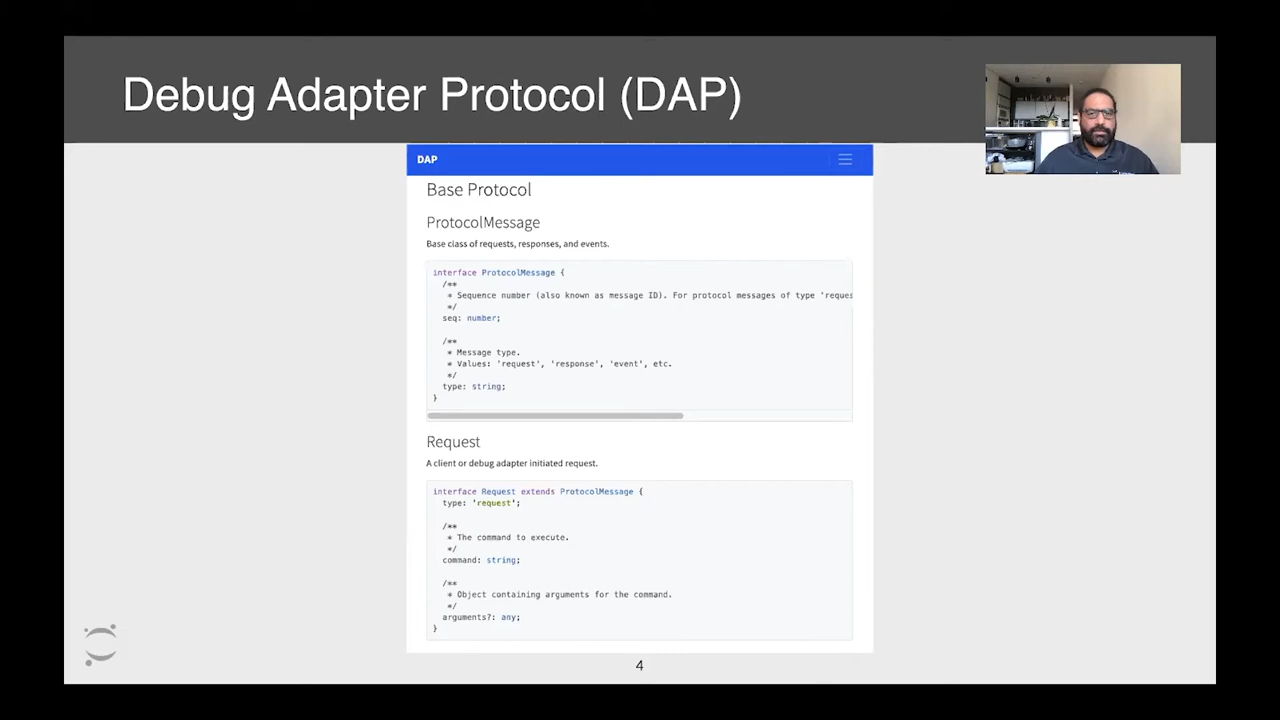 Debug Adapter Protocol (DAP)
DAP
Base Protocol
ProtocolMessage
Base class of requests, responses, and events.
interface ProtocolMessage {
/**
* Sequence number (also known as message ID). For protocol messages of type 'reques
*/
seq: number;
/**
* Message type.
* Values: 'request', 'response', 'event', etc.
*/
type: string;
}
Request
A client or debug adapter initiated request.
interface Request extends ProtocolMessage {
type: 'request';
/**
* The command to execute.
*/
command: string;
/**
* Object containing arguments for the command.
*/
arguments?: any;
}
4